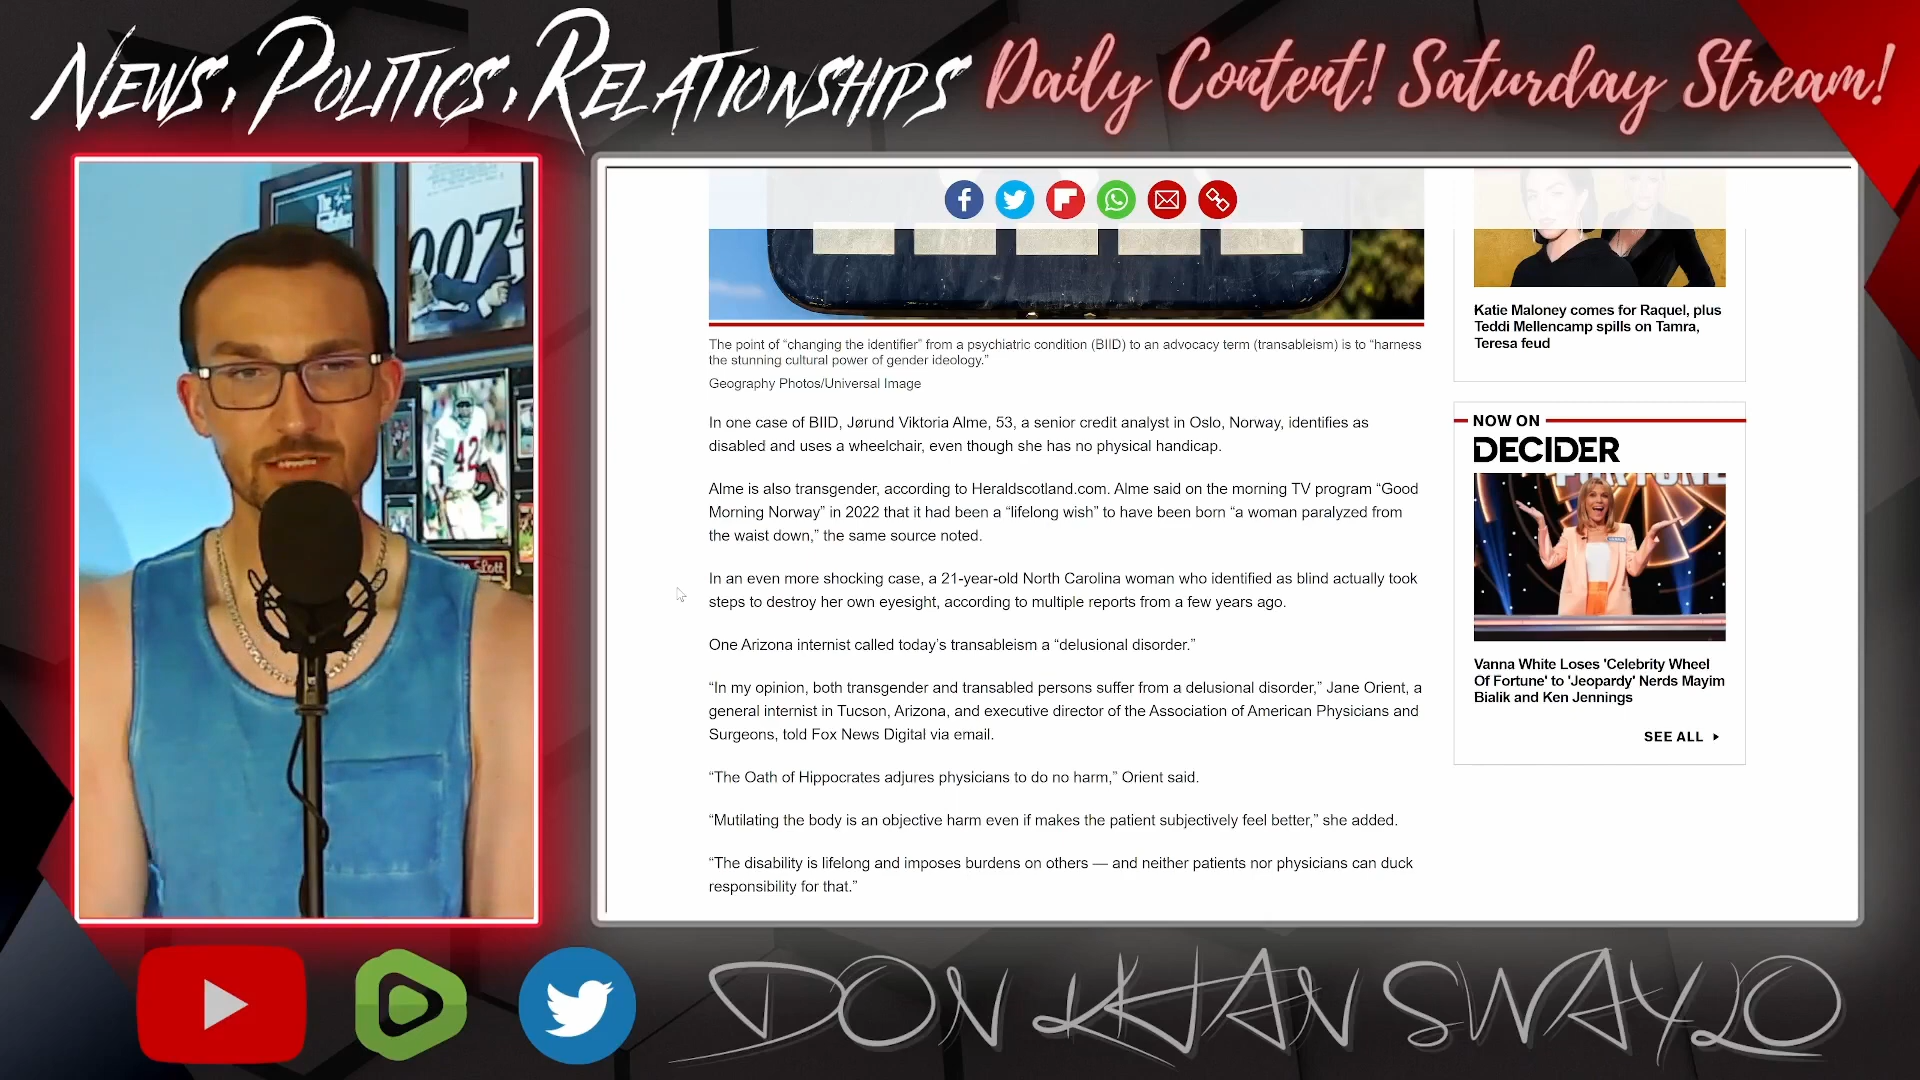 NEWS, POLITICS, RELATIONSHIPS
Daily Content! Saturday Stream!
007
42
The point of “changing the identifier” from a psychiatric condition (BIID) to an advocacy term (transableism) is to “harness
the stunning cultural power of gender ideology.”
Geography Photos/Universal Image
In one case of BIID, Jørund Viktoria Alme, 53, a senior credit analyst in Oslo, Norway, identifies as
disabled and uses a wheelchair, even though she has no physical handicap.
Alme is also transgender, according to Heraldscotland.com. Alme said on the morning TV program “Good
Morning Norway” in 2022 that it had been a “lifelong wish” to have been born “a woman paralyzed from
the waist down,” the same source noted.
In an even more shocking case, a 21-year-old North Carolina woman who identified as blind actually took
steps to destroy her own eyesight, according to multiple reports from a few years ago.
One Arizona internist called today’s transableism a “delusional disorder.”
“In my opinion, both transgender and transabled persons suffer from a delusional disorder,” Jane Orient, a
general internist in Tucson, Arizona, and executive director of the Association of American Physicians and
Surgeons, told Fox News Digital via email.
“The Oath of Hippocrates adjures physicians to do no harm,” Orient said.
“Mutilating the body is an objective harm even if makes the patient subjectively feel better,” she added.
“The disability is lifelong and imposes burdens on others — and neither patients nor physicians can duck
responsibility for that.”
Katie Maloney comes for Raquel, plus
Teddi Mellencamp spills on Tamra,
Teresa feud
NOW ON
DECIDER
Vanna White Loses 'Celebrity Wheel
Of Fortune' to 'Jeopardy' Nerds Mayim
Bialik and Ken Jennings
SEE ALL
DON KHAN SWAYLO